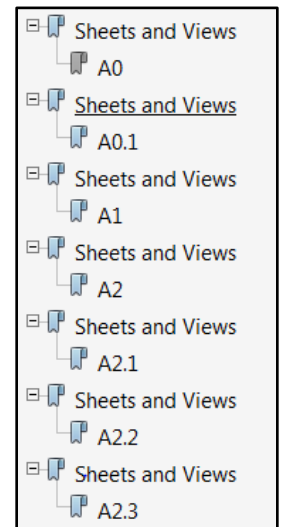 Sheets and Views
A0
Sheets and Views
A0.1
Sheets and Views
A1
Sheets and Views
A2
Sheets and Views
A2.1
Sheets and Views
A2.2
Sheets and Views
A2.3